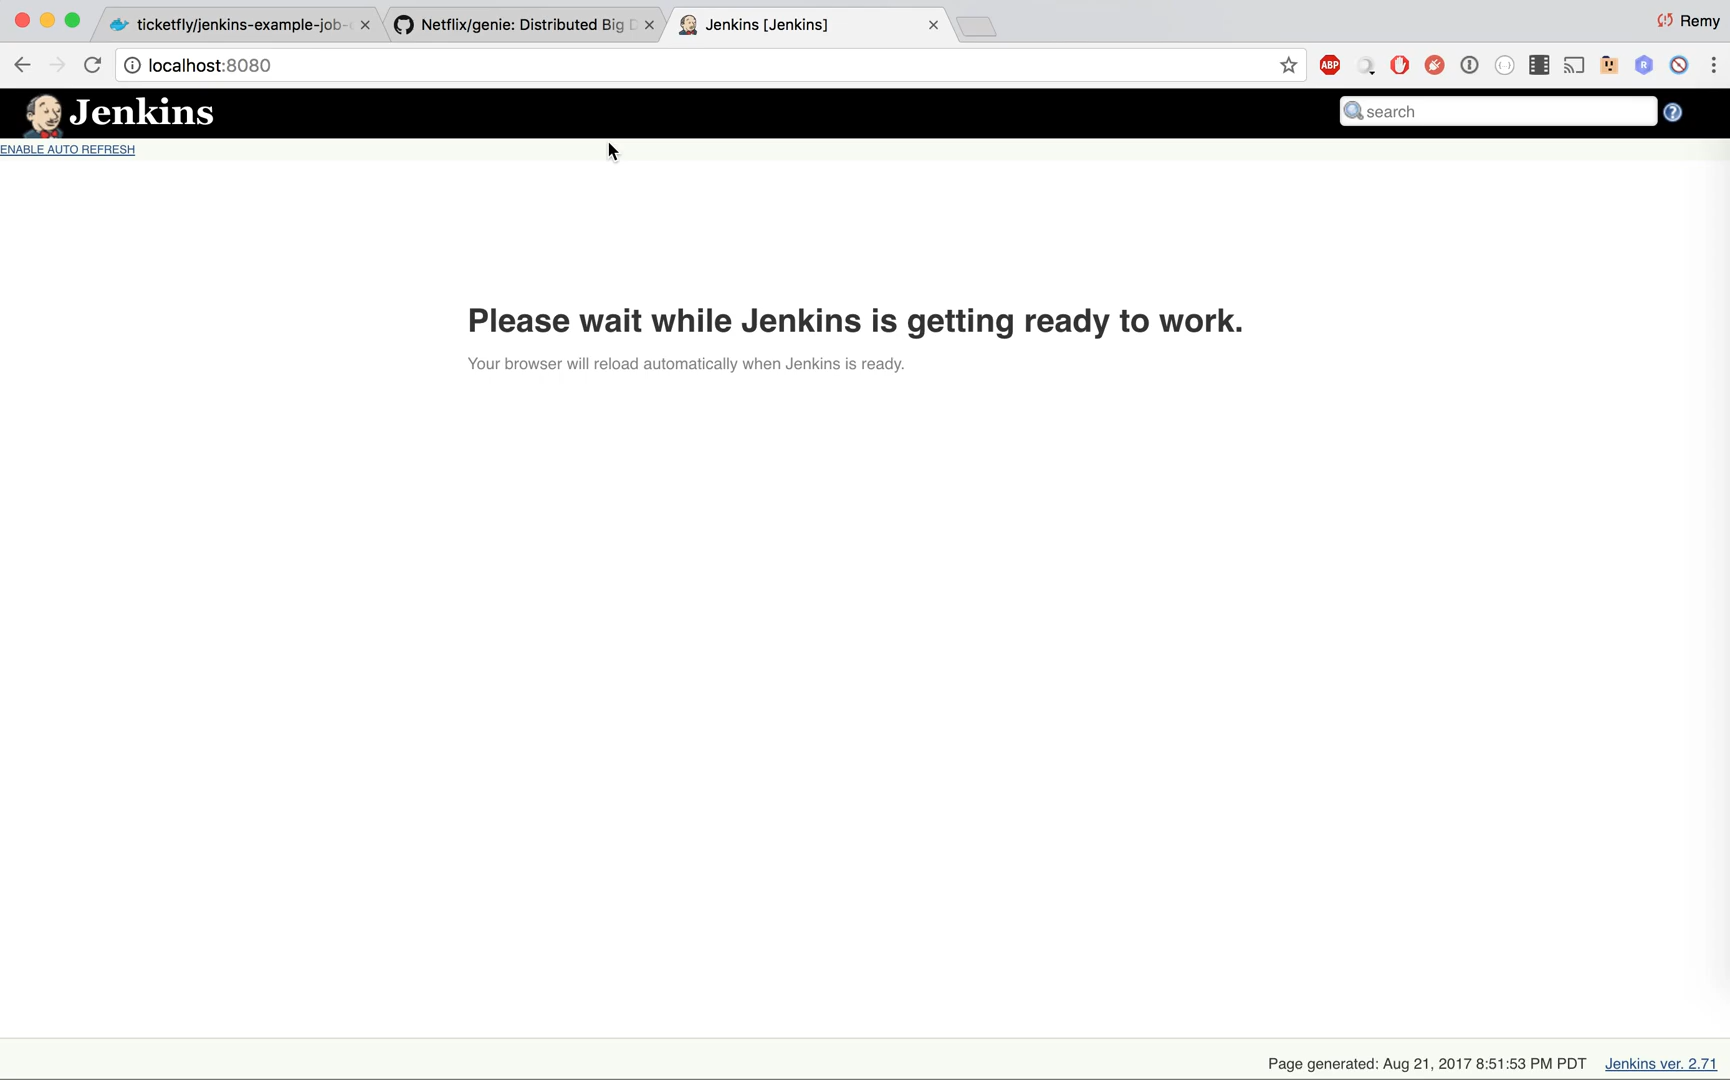 ticketfly/jenkins-example-job-
Netflix/genie: Distributed Big D
Jenkins [Jenkins]
Remy
localhost:8080
ABP
R
Jenkins
search
?
ENABLE AUTO REFRESH
Please wait while Jenkins is getting ready to work.
Your browser will reload automatically when Jenkins is ready.
Page generated: Aug 21, 2017 8:51:53 PM PDT
Jenkins ver. 2.71